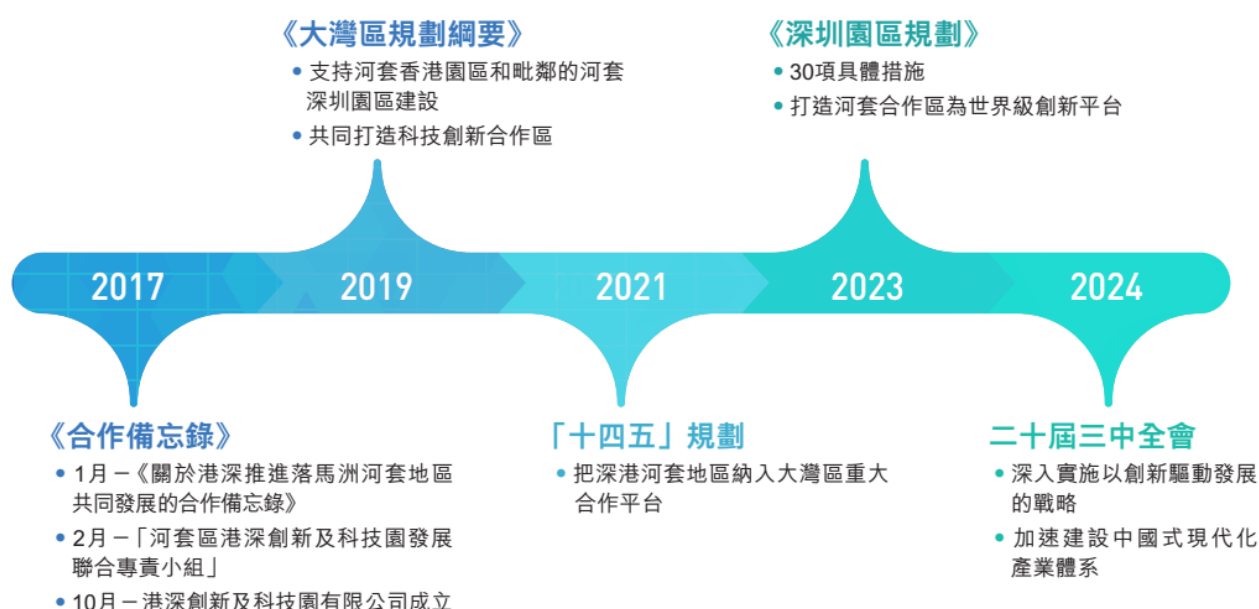 《大灣區規劃綱要》
• 支持河套香港園區和毗鄰的河套
深圳園區建設
• 共同打造科技創新合作區
《深圳園區規劃》
• 30項具體措施
• 打造河套合作區為世界級創新平台
2017
2019
2021
2023
2024
《合作備忘錄》
• 1月－《關於港深推進落馬洲河套地區
共同發展的合作備忘錄》
• 2月－「河套區港深創新及科技園發展
聯合專責小組」
• 10月－港深創新及科技園有限公司成立
「十四五」規劃
• 把深港河套地區納入大灣區重大
合作平台
二十屆三中全會
• 深入實施以創新驅動發展
的戰略
• 加速建設中國式現代化
產業體系